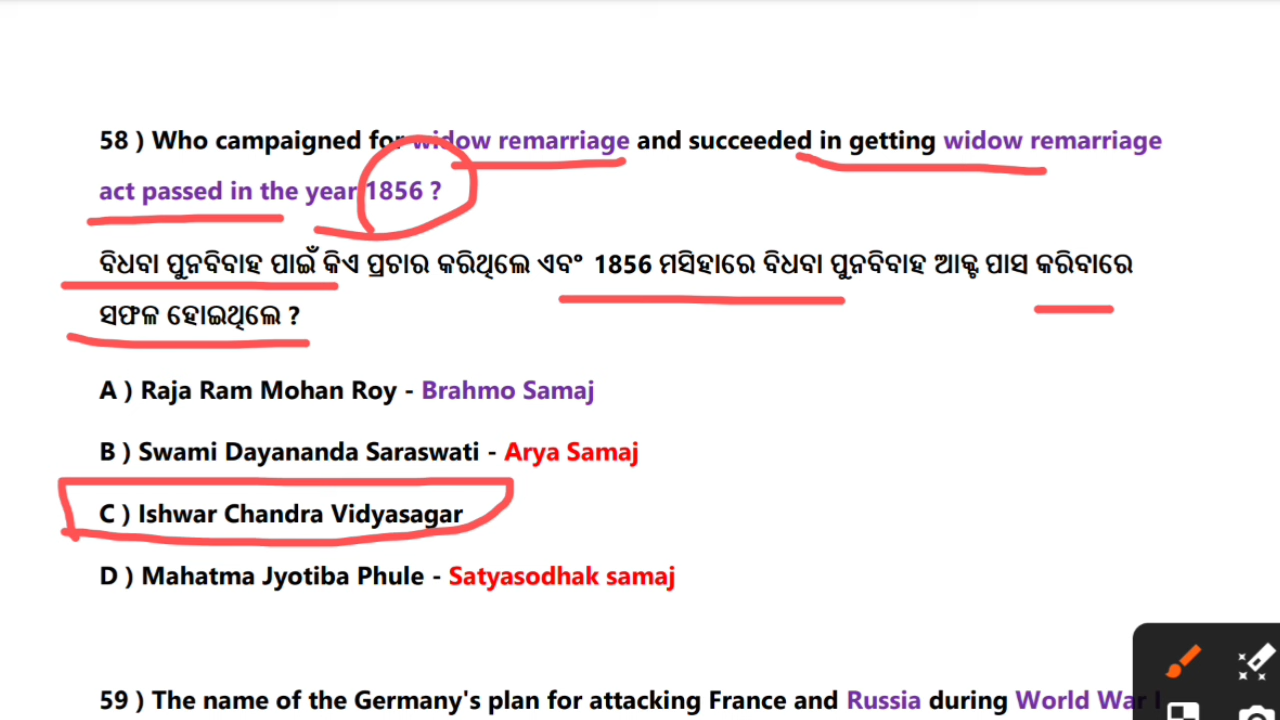 58 ) Who campaigned for widow remarriage and succeeded in getting widow remarriage
act passed in the year 1856 ?
ବିଧବା ପୁନବିବାହ ପାଇଁ କିଏ ପ୍ରଚାର କରିଥିଲେ ଏବଂ 1856 ମସିହାରେ ବିଧବା ପୁନବିବାହ ଆକ୍ଟ ପାସ କରିବାରେ
ସଫଳ ହୋଇଥିଲେ ?
A ) Raja Ram Mohan Roy - Brahmo Samaj
B ) Swami Dayananda Saraswati - Arya Samaj
C ) Ishwar Chandra Vidyasagar
D ) Mahatma Jyotiba Phule - Satyasodhak samaj
59 ) The name of the Germany's plan for attacking France and Russia during World War I